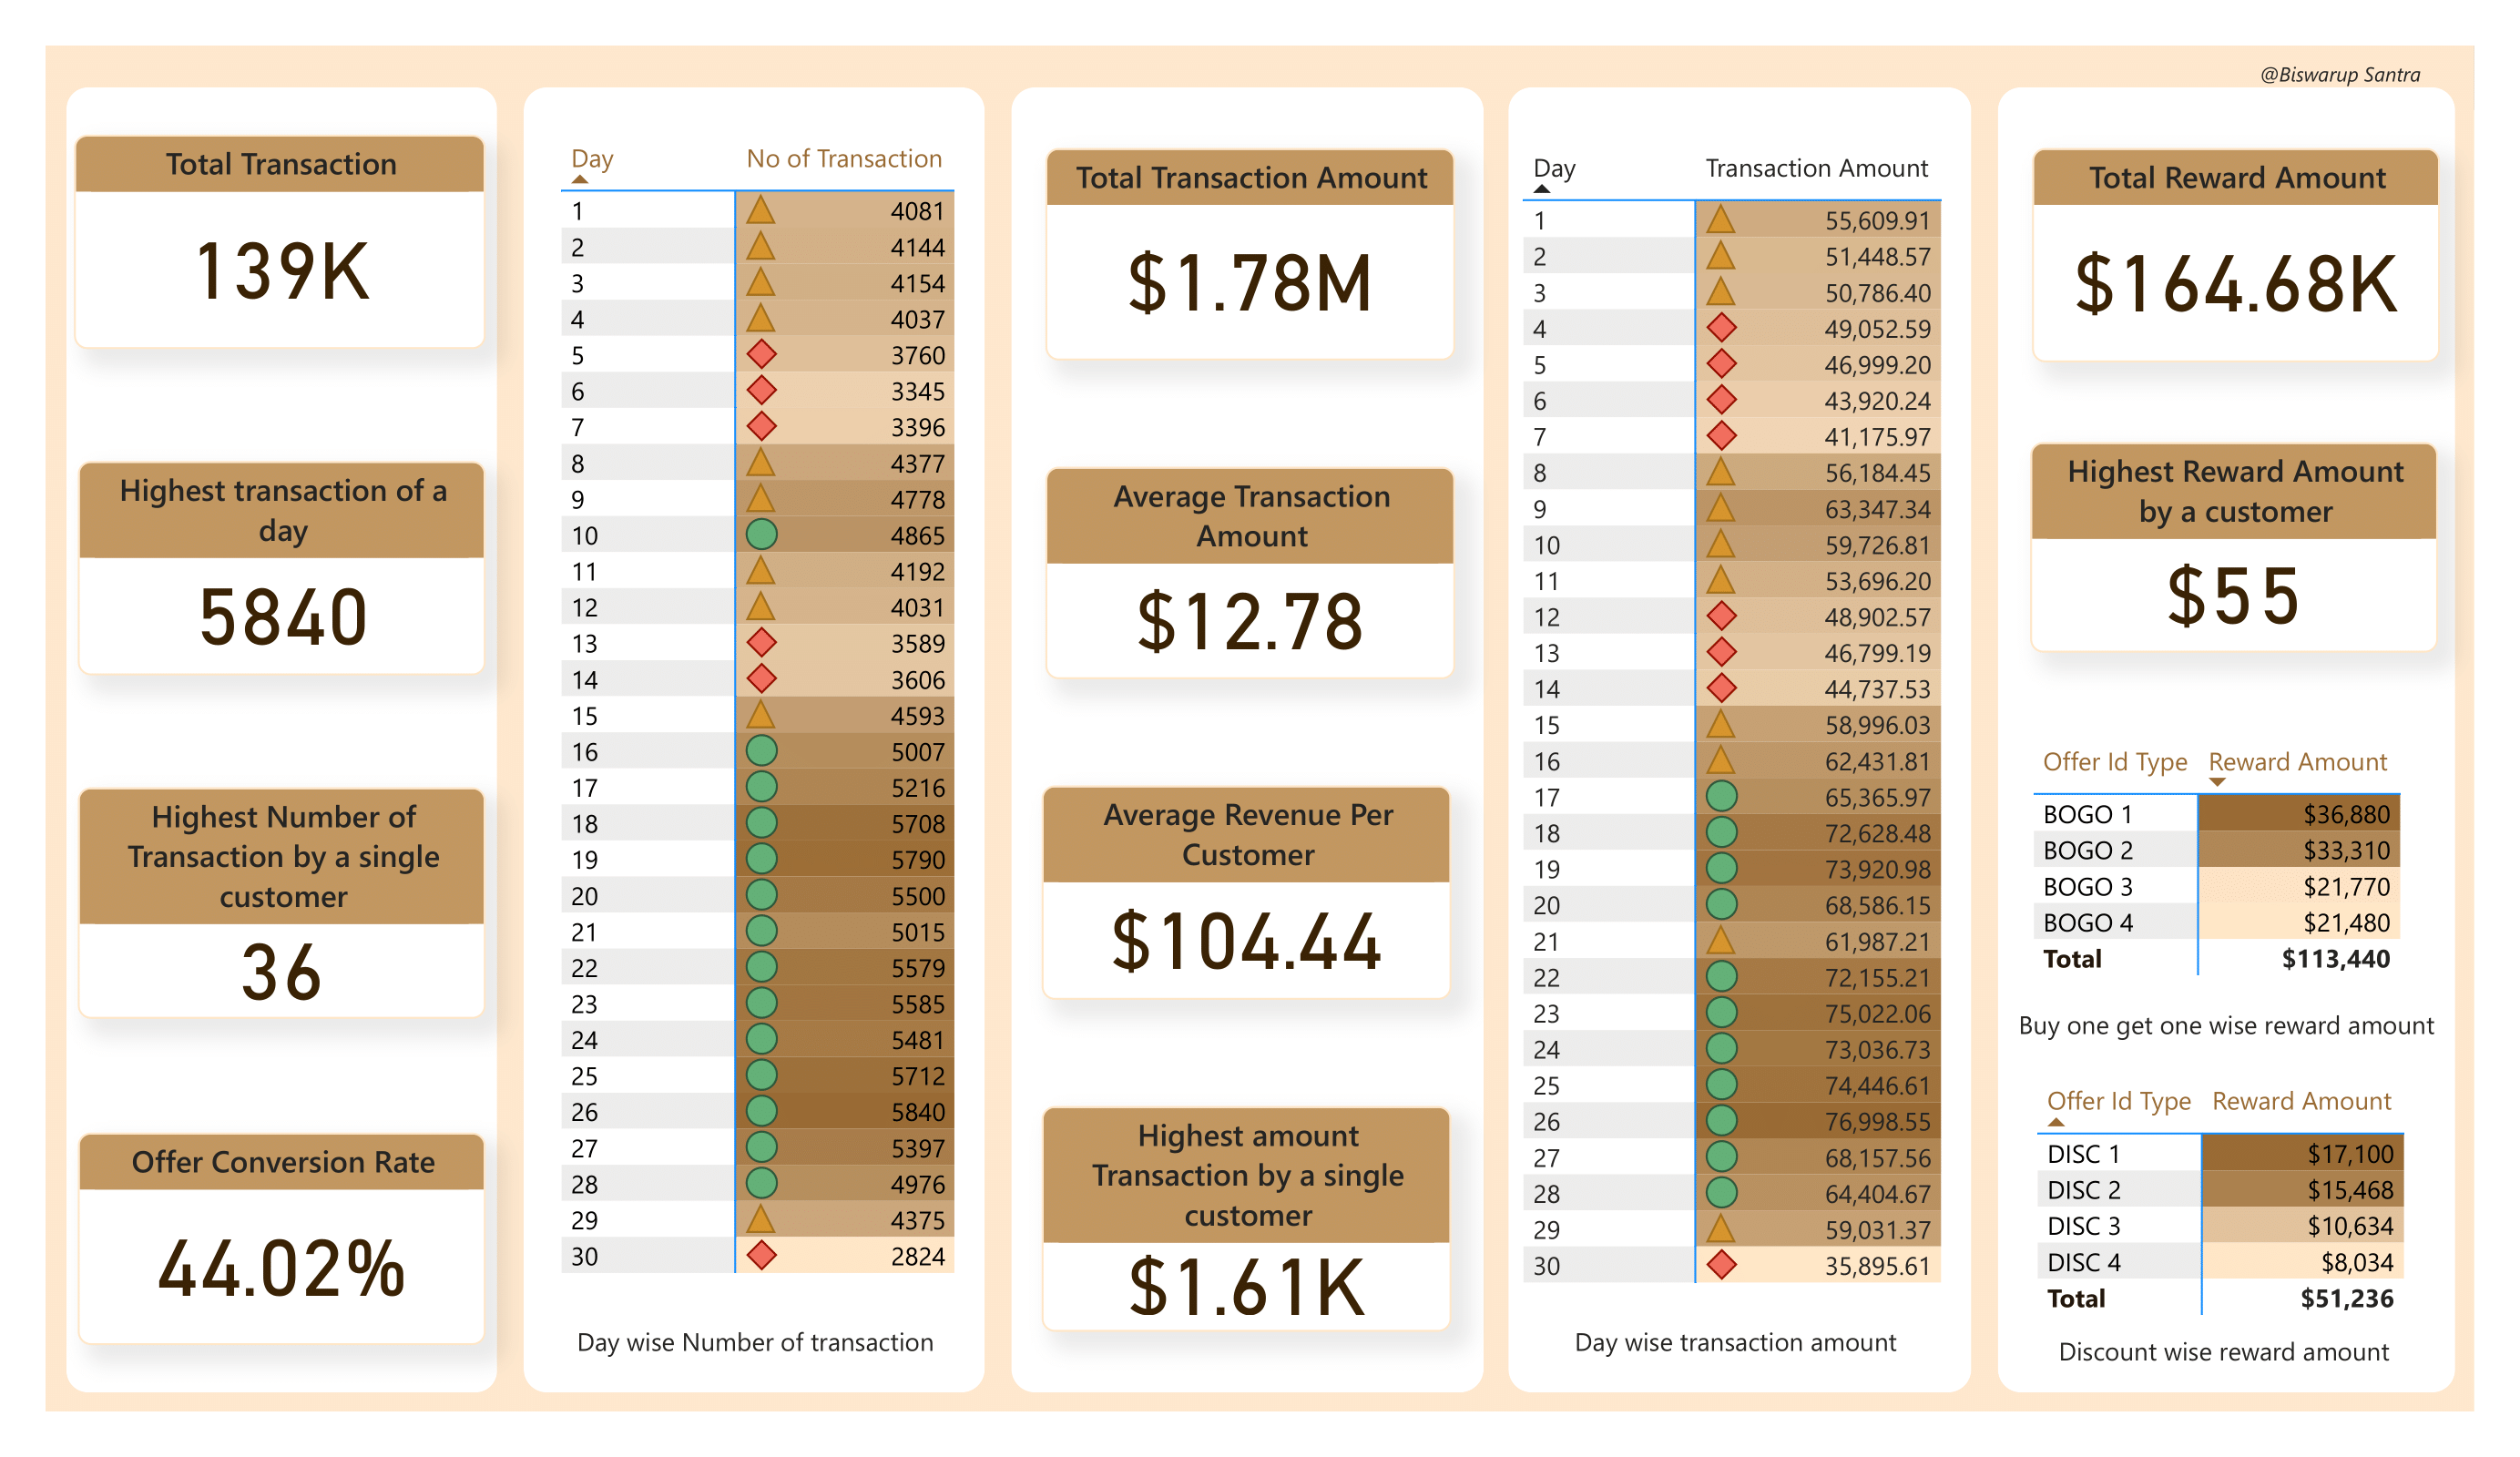 @Biswarup Santra
Total Transaction
139K
Highest transaction of a
day
5840
Highest Number of
Transaction by a single
customer
36
Offer Conversion Rate
44.02%
Day No of Transaction
1 4081
2 4144
3 4154
4 4037
5 3760
6 3345
7 3396
8 4377
9 4778
10 4865
11 4192
12 4031
13 3589
14 3606
15 4593
16 5007
17 5216
18 5708
19 5790
20 5500
21 5015
22 5579
23 5585
24 5481
25 5712
26 5840
27 5397
28 4976
29 4375
30 2824
Day wise Number of transaction
Total Transaction Amount
$1.78M
Average Transaction
Amount
$12.78
Average Revenue Per
Customer
$104.44
Highest amount
Transaction by a single
customer
$1.61K
Day Transaction Amount
1 55,609.91
2 51,448.57
3 50,786.40
4 49,052.59
5 46,999.20
6 43,920.24
7 41,175.97
8 56,184.45
9 63,347.34
10 59,726.81
11 53,696.20
12 48,902.57
13 46,799.19
14 44,737.53
15 58,996.03
16 62,431.81
17 65,365.97
18 72,628.48
19 73,920.98
20 68,586.15
21 61,987.21
22 72,155.21
23 75,022.06
24 73,036.73
25 74,446.61
26 76,998.55
27 68,157.56
28 64,404.67
29 59,031.37
30 35,895.61
Day wise transaction amount
Total Reward Amount
$164.68K
Highest Reward Amount
by a customer
$55
Offer Id Type Reward Amount
BOGO 1 $36,880
BOGO 2 $33,310
BOGO 3 $21,770
BOGO 4 $21,480
Total $113,440
Buy one get one wise reward amount
Offer Id Type Reward Amount
DISC 1 $17,100
DISC 2 $15,468
DISC 3 $10,634
DISC 4 $8,034
Total $51,236
Discount wise reward amount